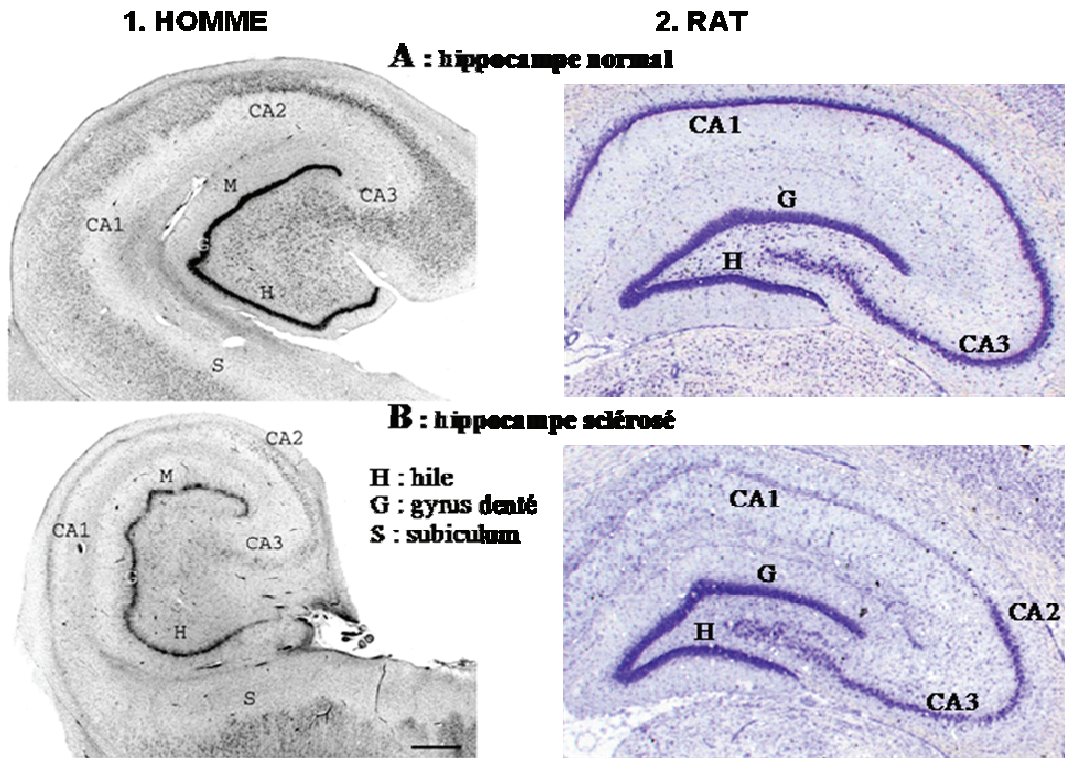 1. HOMME
2. RAT
A : hippocampe normal
CA2
M
CA3
CA1
G
H
S
CA1
G
H
CA3
B : hippocampe sclérosé
CA2
M
CA1
CA3
G
H
S
H : hile
G : gyrus denté
S : subiculum
CA1
G
CA2
H
CA3